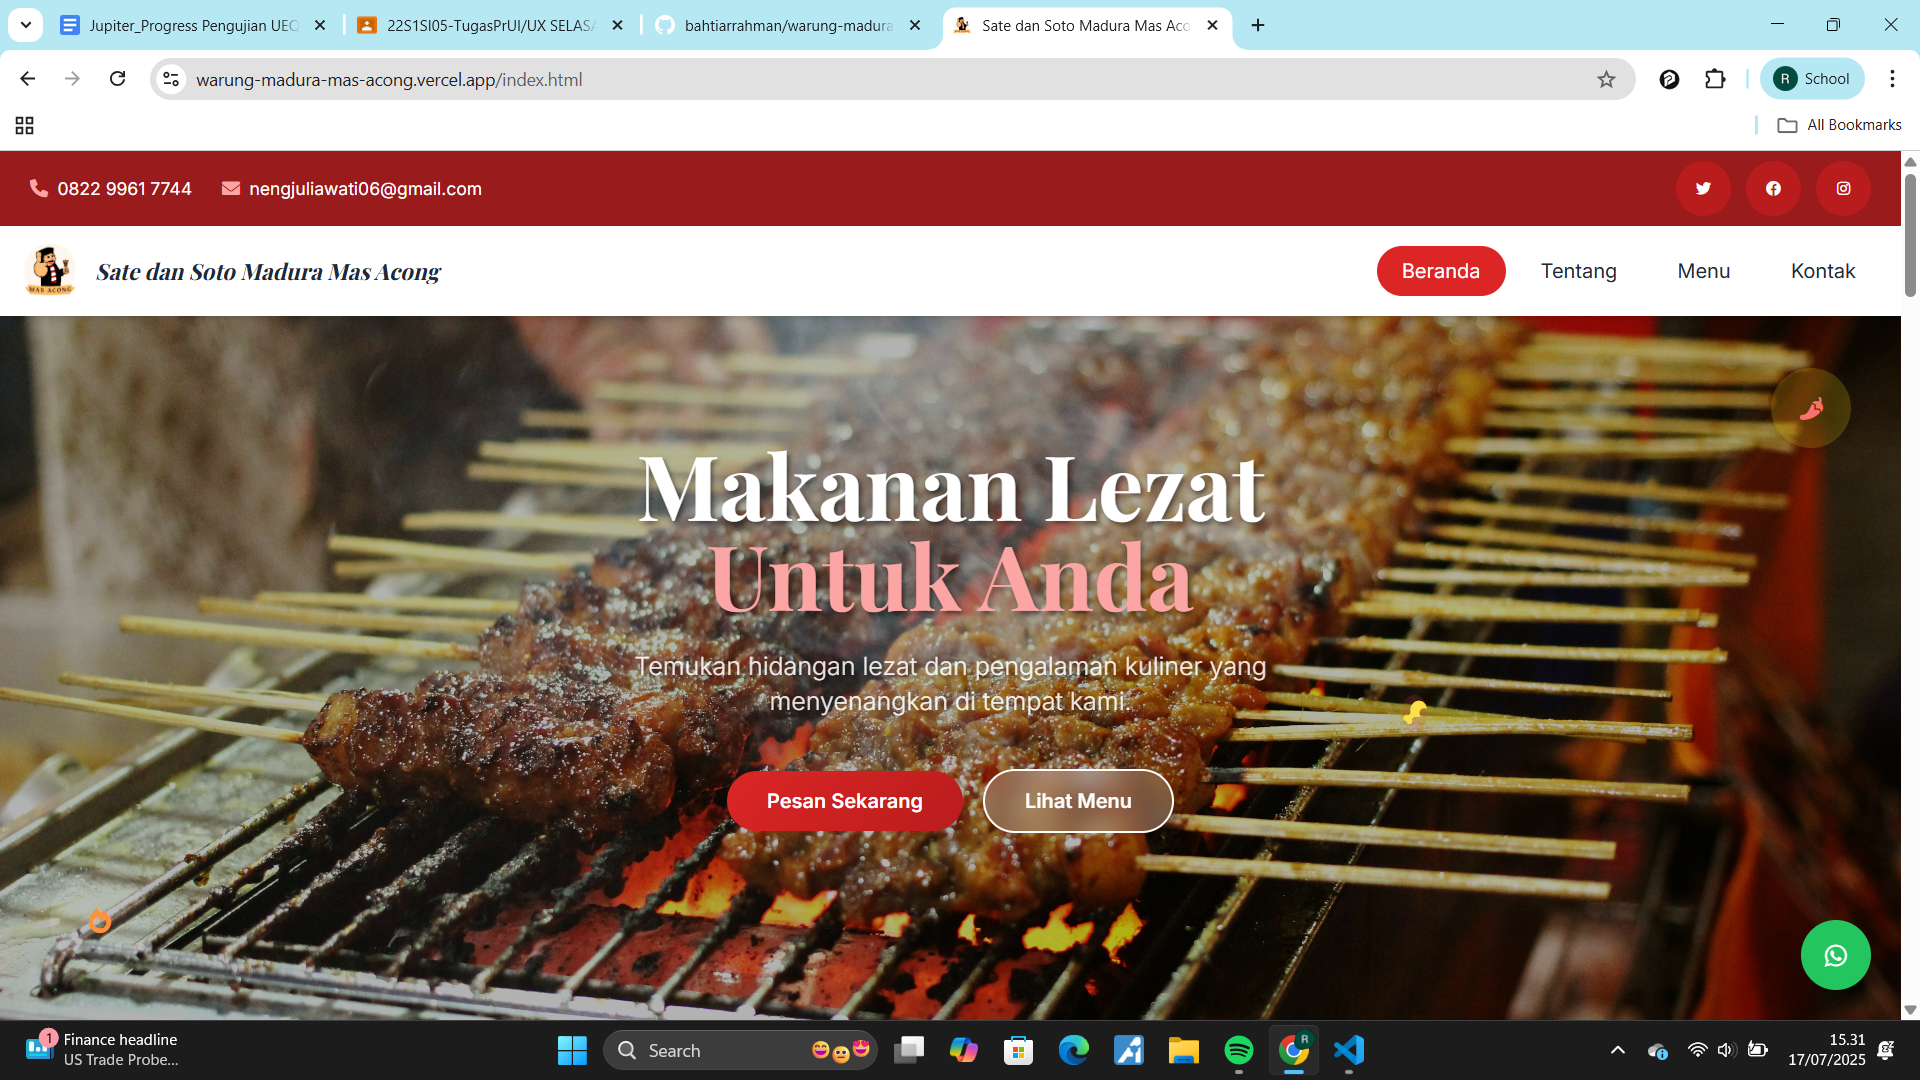 Jupiter_Progress Pengujian UEQ
22S1SI05-TugasPrUI/UX SELASA
bahtiarrahman/warung-madura
Sate dan Soto Madura Mas Aco
warung-madura-mas-acong.vercel.app/index.html
R School
All Bookmarks
0822 9961 7744 nengjuliawati06@gmail.com
MAS ACONG
Sate dan Soto Madura Mas Acong
Beranda Tentang Menu Kontak
Makanan Lezat
Untuk Anda
Temukan hidangan lezat dan pengalaman kuliner yang
menyenangkan di tempat kami.
Pesan Sekarang Lihat Menu
1
Finance headline
US Trade Probe...
Search
R
15.31
17/07/2025